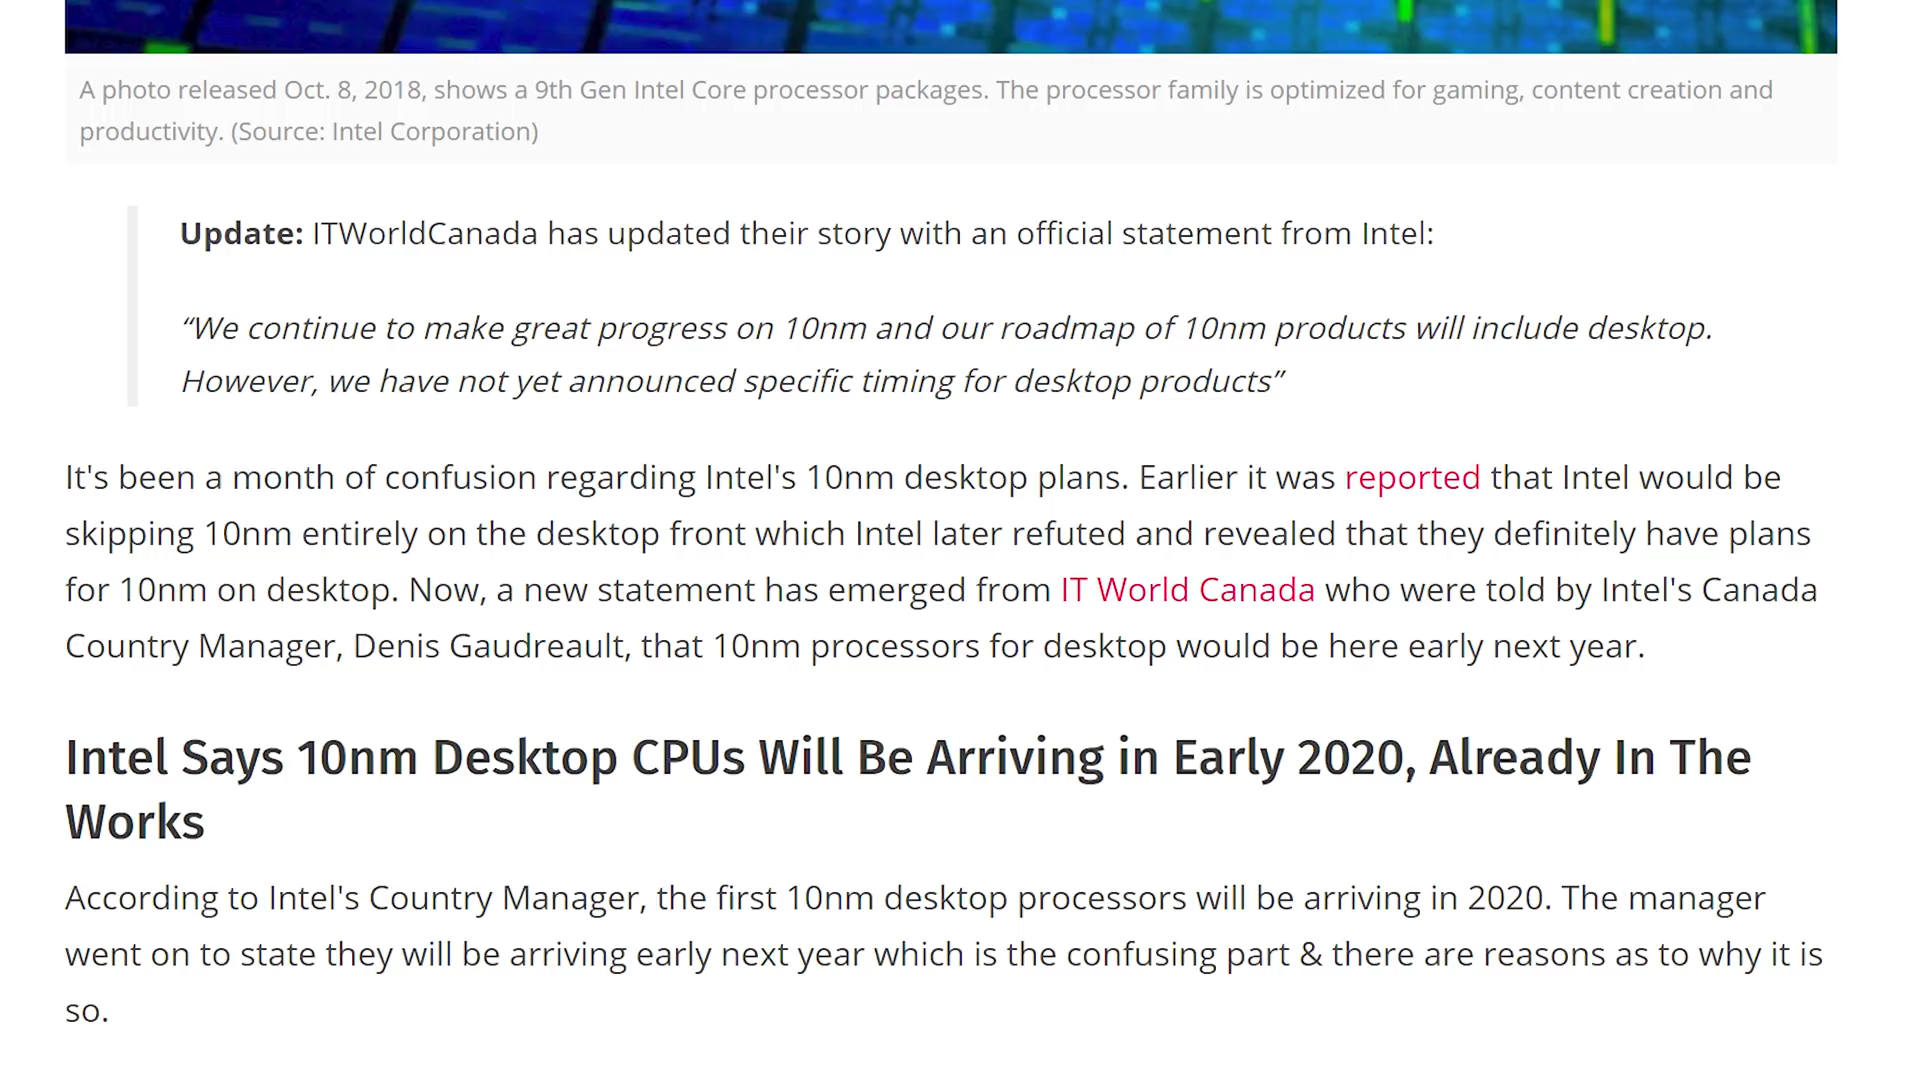 A photo released Oct. 8, 2018, shows a 9th Gen Intel Core processor packages. The processor family is optimized for gaming, content creation and
productivity. (Source: Intel Corporation)
Update: ITWorldCanada has updated their story with an official statement from Intel:
“We continue to make great progress on 10nm and our roadmap of 10nm products will include desktop.
However, we have not yet announced specific timing for desktop products”
It's been a month of confusion regarding Intel's 10nm desktop plans. Earlier it was reported that Intel would be
skipping 10nm entirely on the desktop front which Intel later refuted and revealed that they definitely have plans
for 10nm on desktop. Now, a new statement has emerged from IT World Canada who were told by Intel's Canada
Country Manager, Denis Gaudreault, that 10nm processors for desktop would be here early next year.
Intel Says 10nm Desktop CPUs Will Be Arriving in Early 2020, Already In The
Works
According to Intel's Country Manager, the first 10nm desktop processors will be arriving in 2020. The manager
went on to state they will be arriving early next year which is the confusing part & there are reasons as to why it is
so.